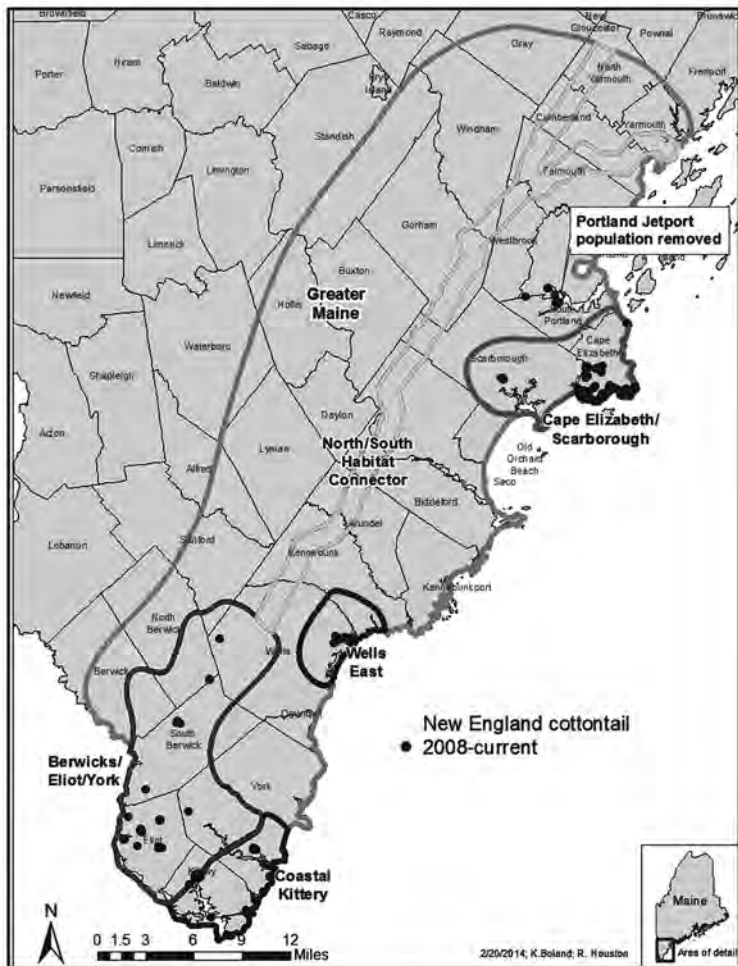 Brownfield
Casco
Raymond
New
Gloucester
Pownal
Brunswick
Hiram
Sebago
Gray
Porter
Baldwin
Frye
Island
North
Yarmouth
Freeport
Standish
Windham
Cumberland
Yarmouth
Cornish
Limington
Falmouth
Parsonsfield
Gorham
Westbrook
Portland Jetport
population removed
Limerick
Buxton
Greater
Maine
Hollis
South
Portland
Newfield
Waterboro
Cape
Elizabeth
Scarborough
Shapleigh
Dayton
Cape Elizabeth/
Scarborough
Acton
Lyman
North/South
Habitat
Connector
Old
Orchard
Beach
Saco
Alfred
Biddeford
Lebanon
Sanford
Arundel
Kennebunk
Kennebunkport
North
Berwick
Wells
Berwick
Wells
East
South
Berwick
New England cottontail
2008-current
Berwicks/
Eliot/York
York
Eliot
Kittery
Coastal
Kittery
N
0 1.5 3 6 9 12
Miles
2/20/2014; K.Boland; R. Houston
Maine
Area of detail